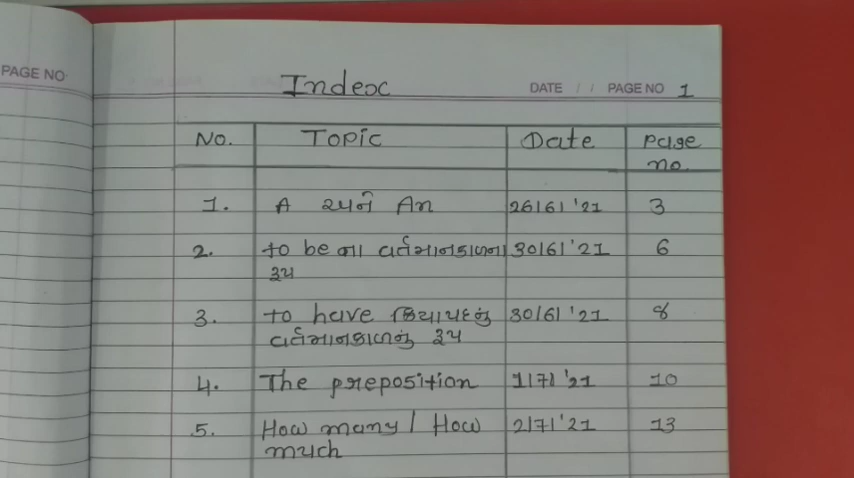 PAGE NO
Index DATE / / PAGE NO 1
No. Topic Date Page no.
1. A અને An 26/6/'21 3
2. to be ના વર્તમાનકાળના 30/6/'21 6
રૂપ
3. to have ક્રિયાપદનું 30/6/'21 8
વર્તમાનકાળનું રૂપ
4. The preposition 1/7/'21 10
5. How many / How 2/7/'21 13
much